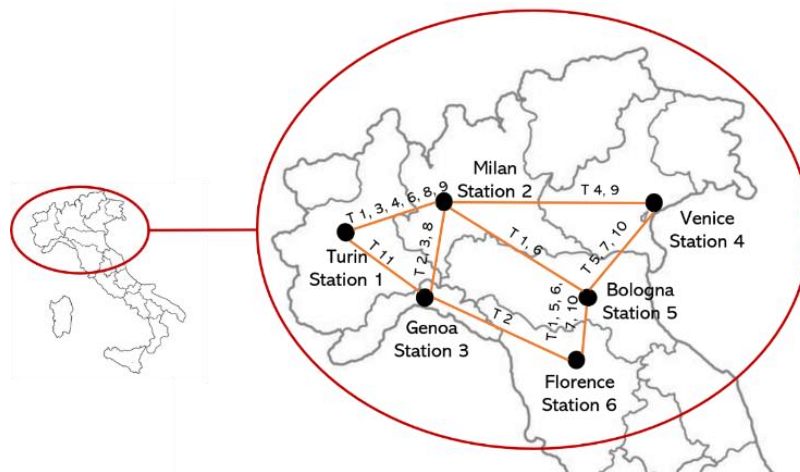 Milan
Station 2
T 1, 3, 4, 6, 8, 9
T 4, 9
Venice
Station 4
Turin
Station 1
T 11
T 2, 3, 8
T 1, 6
T 5, 7, 10
Bologna
Station 5
Genoa
Station 3
T 2
T 1, 5, 6,
7, 10
Florence
Station 6